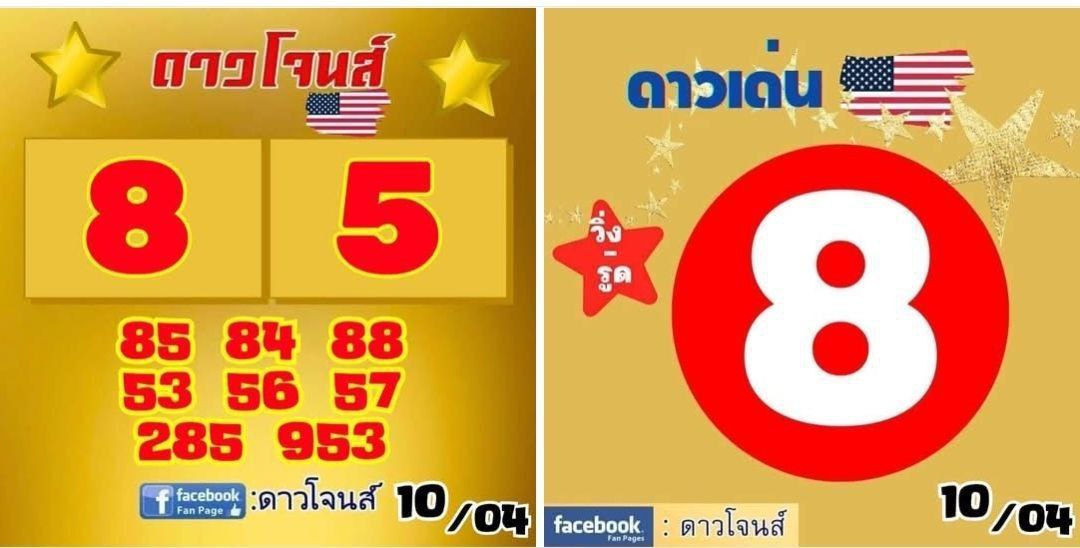 ดาวโจนส์
8 5
85 84 88
53 56 57
285 953
facebook
Fan Page
:ดาวโจนส์ 10/04
ดาวเด่น
วิ่ง
-
รูด
8
facebook.
Fan Pages
: ดาวโจนส์
10/04